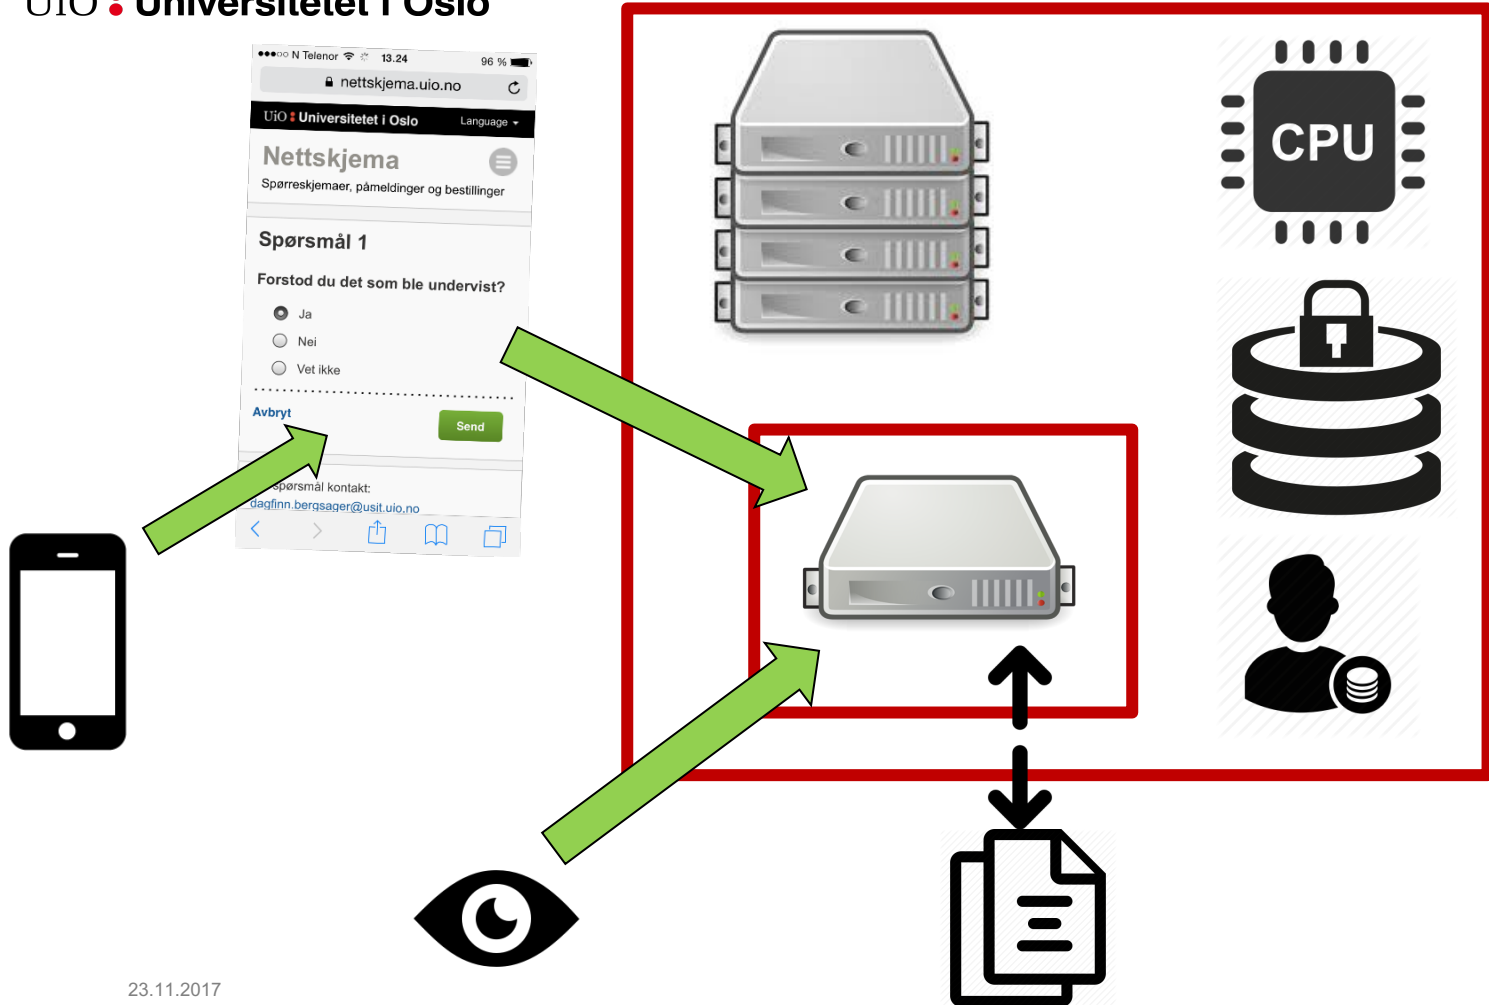 UiO : Universitetet i Oslo
N Telenor 13.24 96 %
nettskjema.uio.no
UiO : Universitetet i Oslo Language
Nettskjema
Spørreskjemaer, påmeldinger og bestillinger
Spørsmål 1
Forstod du det som ble undervist?
Ja
Nei
Vet ikke
Avbryt
Send
spørsmål kontakt:
dagfinn.bergsager@usit.uio.no
CPU
23.11.2017